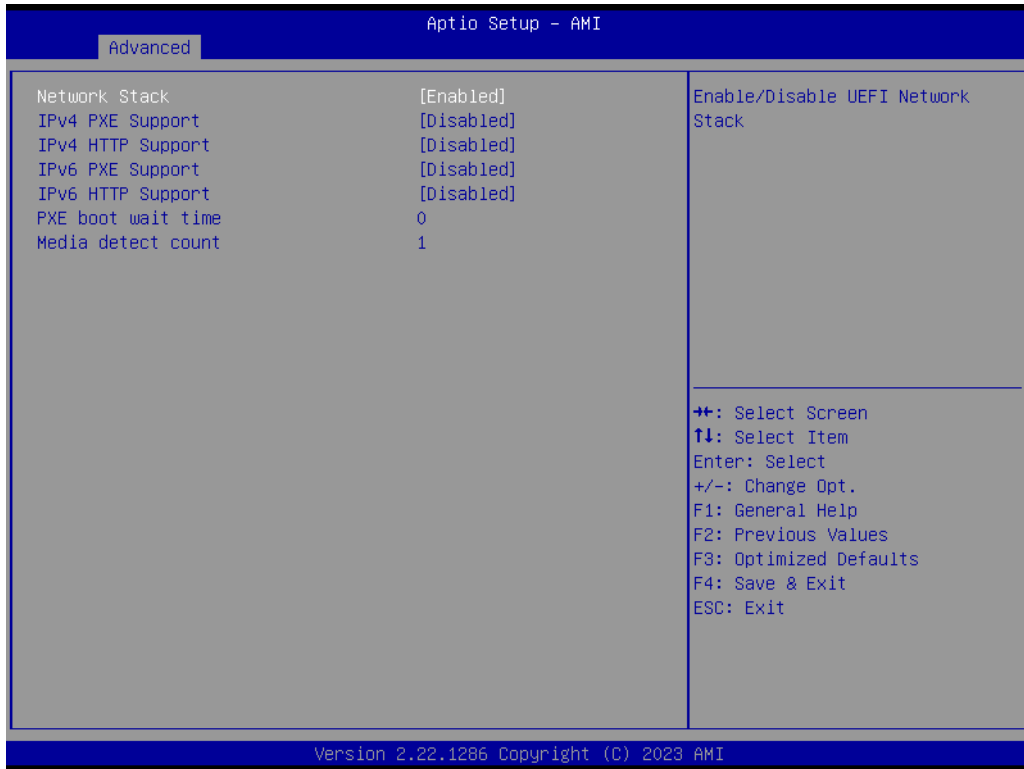 Aptio Setup – AMI
Advanced
Network Stack [Enabled]
IPv4 PXE Support [Disabled]
IPv4 HTTP Support [Disabled]
IPv6 PXE Support [Disabled]
IPv6 HTTP Support [Disabled]
PXE boot wait time 0
Media detect count 1
Enable/Disable UEFI Network
Stack
→←: Select Screen
↑↓: Select Item
Enter: Select
+/-: Change Opt.
F1: General Help
F2: Previous Values
F3: Optimized Defaults
F4: Save & Exit
ESC: Exit
Version 2.22.1286 Copyright (C) 2023 AMI